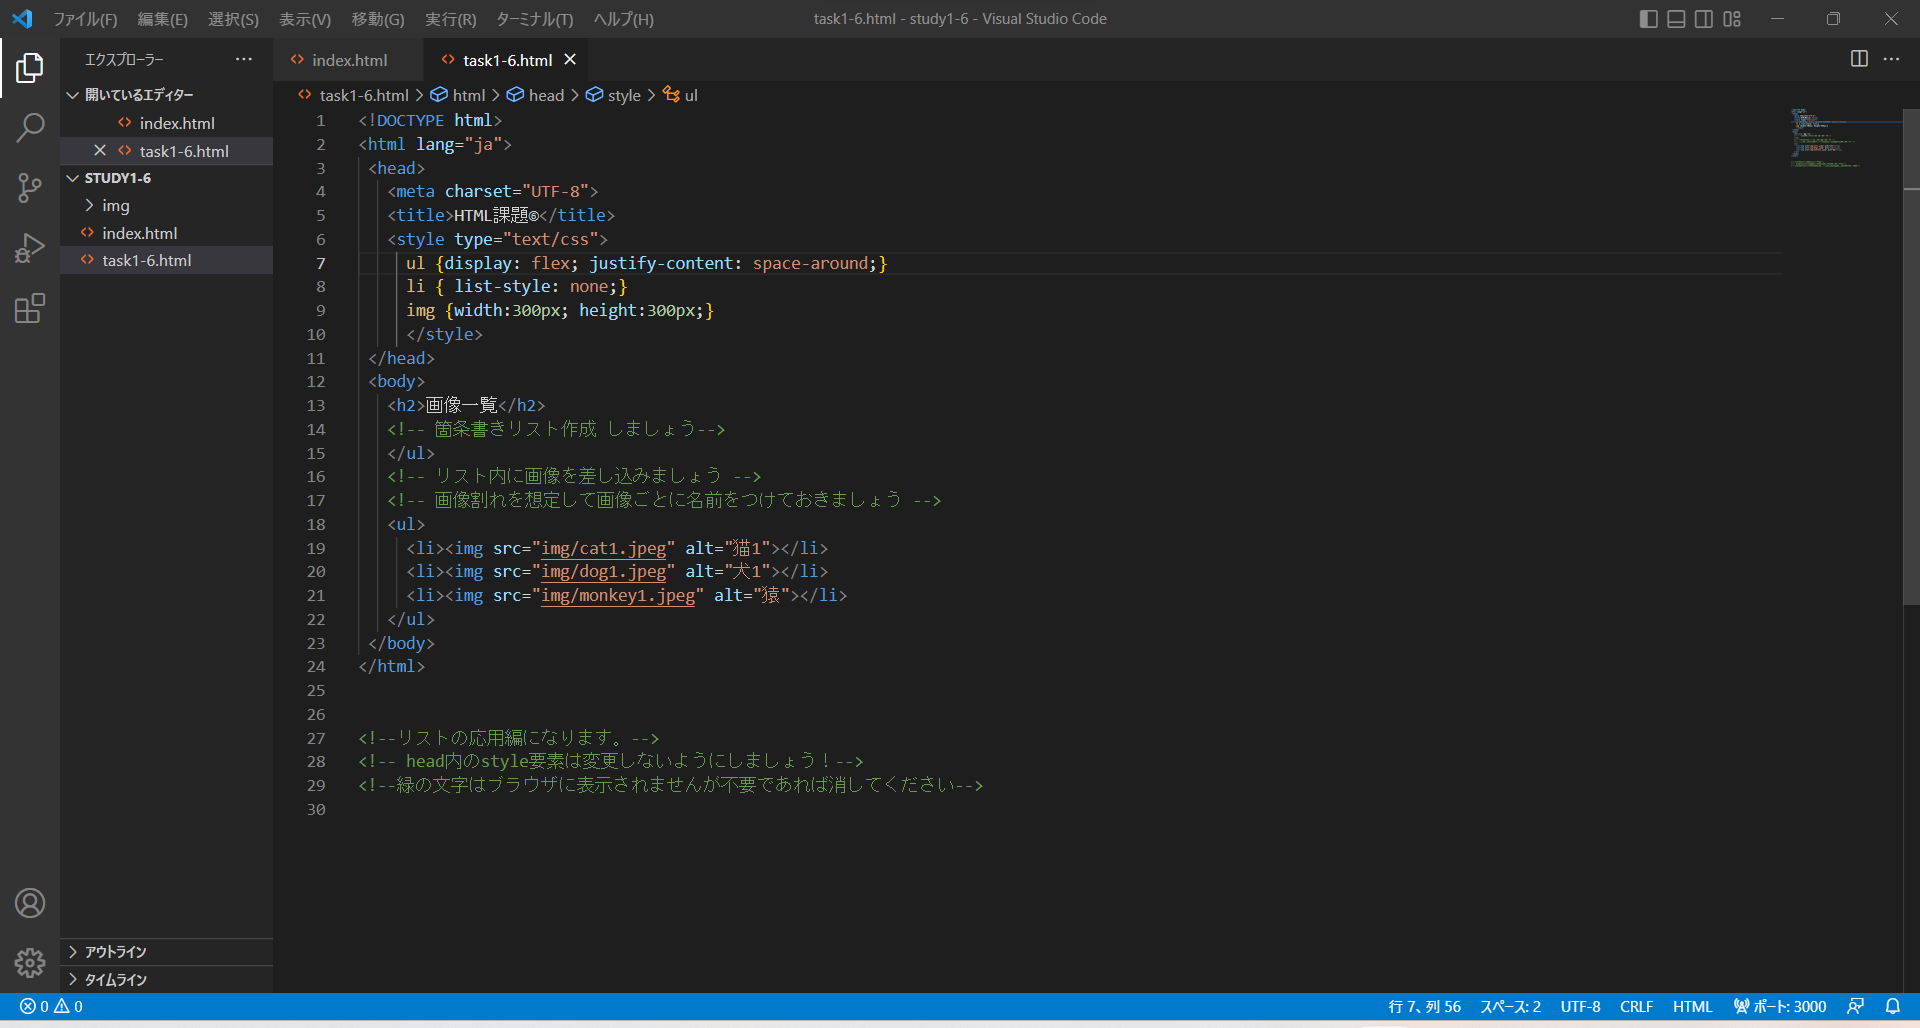 ファイル(F) 編集(E) 選択(S) 表示(V) 移動(G) 実行(R) ターミナル(T) ヘルプ(H)
task1-6.html - study1-6 - Visual Studio Code
エクスプローラー
開いているエディター
index.html
task1-6.html
STUDY1-6
img
index.html
task1-6.html
アウトライン
タイムライン
index.html
task1-6.html
task1-6.html > html > head > style > ul
1 <!DOCTYPE html>
2 <html lang="ja">
3 <head>
4 <meta charset="UTF-8">
5 <title>HTML課題⑥</title>
6 <style type="text/css">
7 ul {display: flex; justify-content: space-around;}
8 li { list-style: none;}
9 img {width:300px; height:300px;}
10 </style>
11 </head>
12 <body>
13 <h2>画像一覧</h2>
14 <!-- 箇条書きリスト作成 しましょう-->
15 </ul>
16 <!-- リスト内に画像を差し込みましょう -->
17 <!-- 画像割れを想定して画像ごとに名前をつけておきましょう -->
18 <ul>
19 <li><img src="img/cat1.jpeg" alt="猫1"></li>
20 <li><img src="img/dog1.jpeg" alt="犬1"></li>
21 <li><img src="img/monkey1.jpeg" alt="猿"></li>
22 </ul>
23 </body>
24 </html>
25
26
27 <!--リストの応用編になります。-->
28 <!-- head内のstyle要素は変更しないようにしましょう！-->
29 <!--緑の文字はブラウザに表示されませんが不要であれば消してください-->
30
0 0
行 7、列 56 スペース: 2 UTF-8 CRLF HTML ポート: 3000